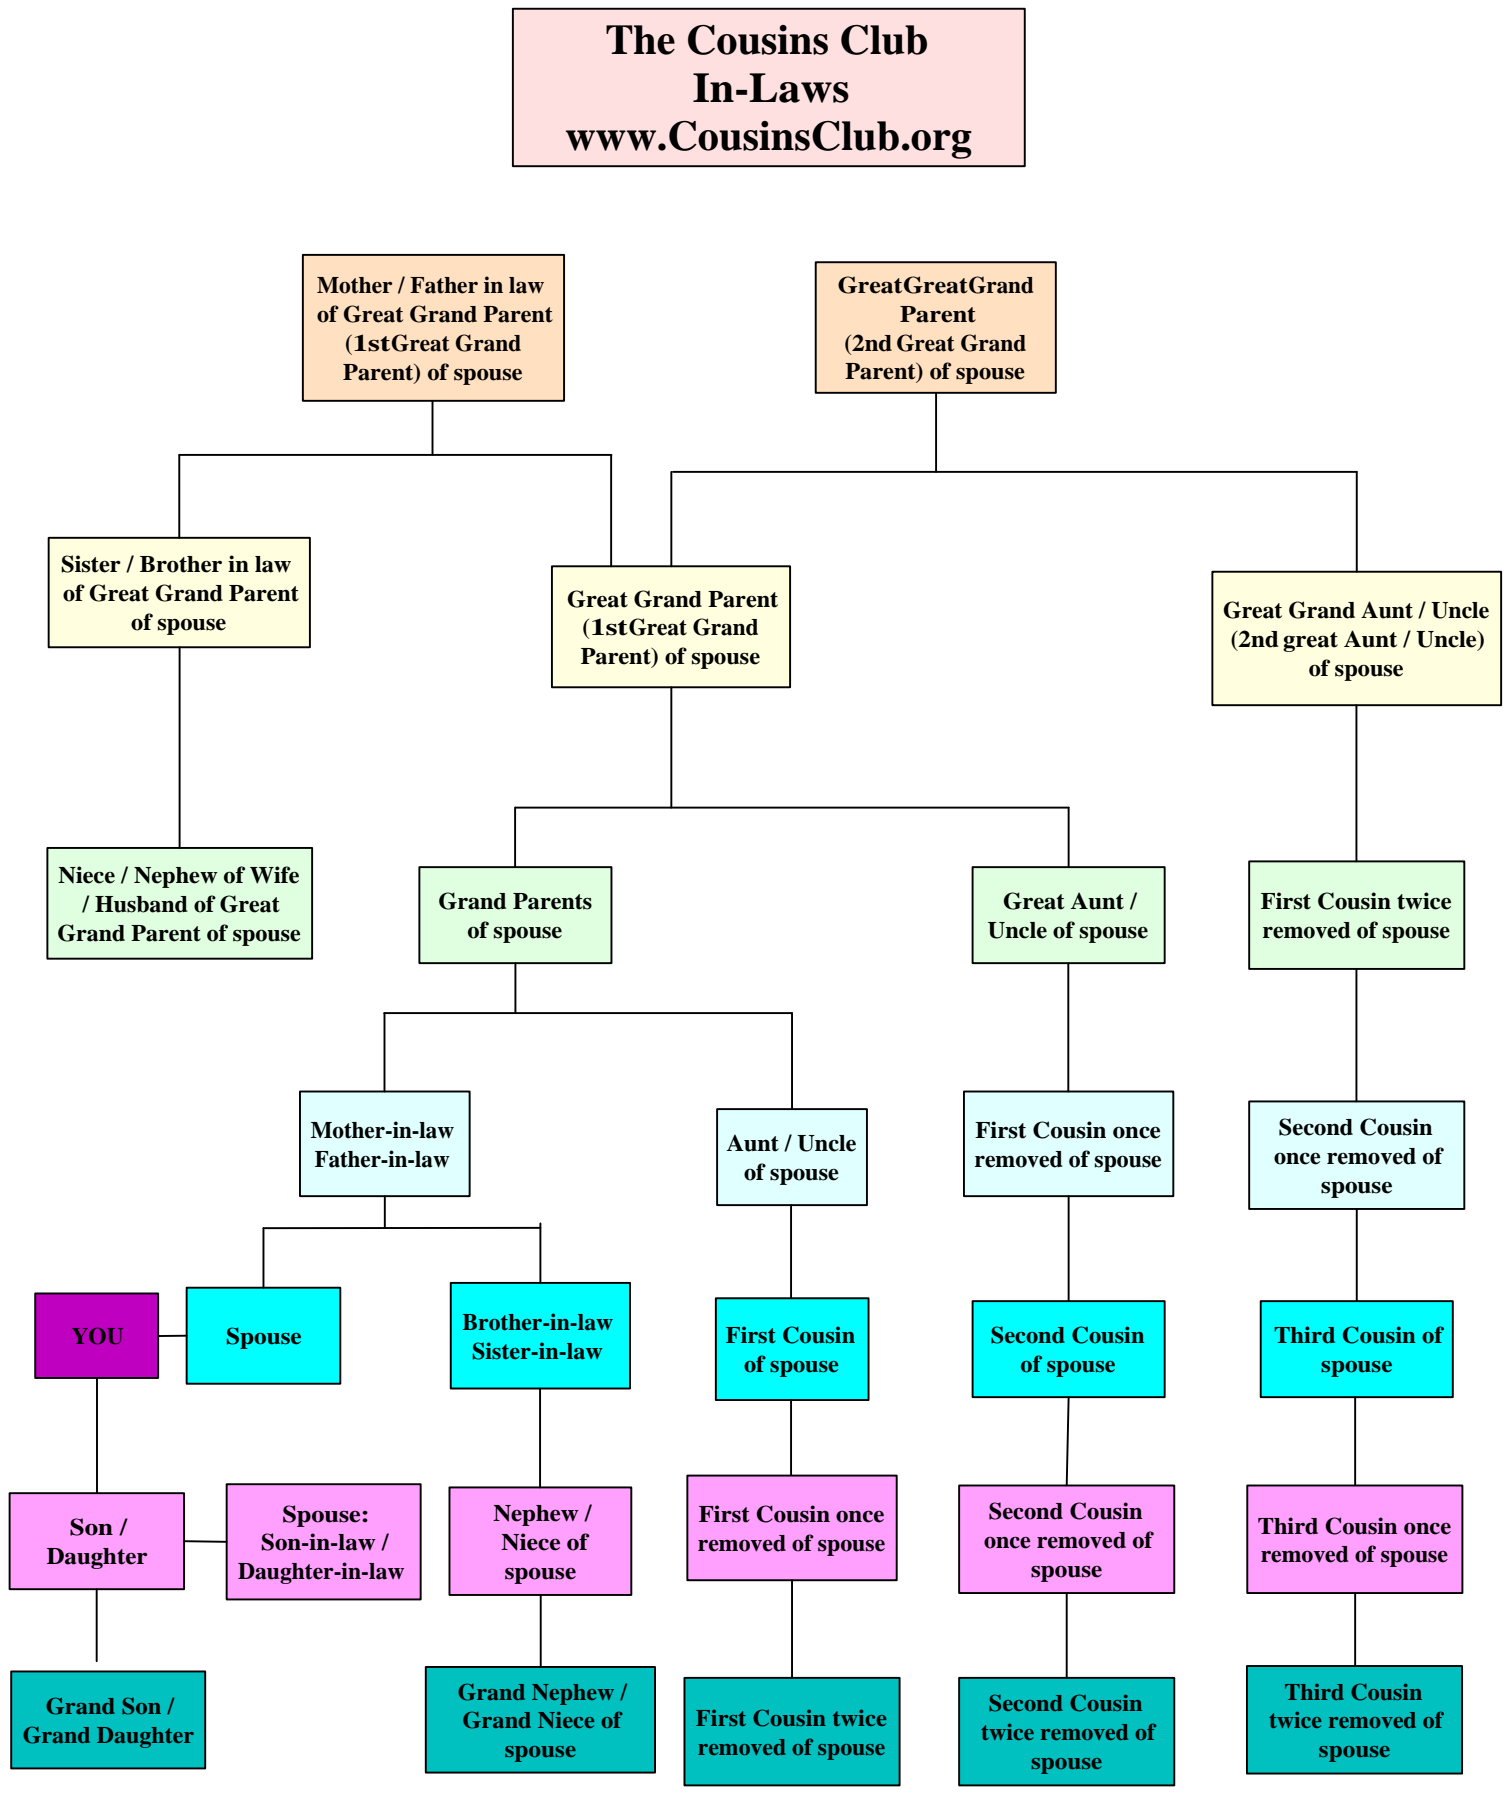 The Cousins Club
In-Laws
www.CousinsClub.org
Mother / Father in law
of Great Grand Parent
(1stGreat Grand
Parent) of spouse
GreatGreatGrand
Parent
(2nd Great Grand
Parent) of spouse
Sister / Brother in law
of Great Grand Parent
of spouse
Great Grand Parent
(1stGreat Grand
Parent) of spouse
Great Grand Aunt / Uncle
(2nd great Aunt / Uncle)
of spouse
Niece / Nephew of Wife
/ Husband of Great
Grand Parent of spouse
Grand Parents
of spouse
Great Aunt /
Uncle of spouse
First Cousin twice
removed of spouse
Mother-in-law
Father-in-law
Aunt / Uncle
of spouse
First Cousin once
removed of spouse
Second Cousin
once removed of
spouse
YOU
Spouse
Brother-in-law
Sister-in-law
First Cousin
of spouse
Second Cousin
of spouse
Third Cousin of
spouse
Son /
Daughter
Spouse:
Son-in-law /
Daughter-in-law
Nephew /
Niece of
spouse
First Cousin once
removed of spouse
Second Cousin
once removed of
spouse
Third Cousin once
removed of spouse
Grand Son /
Grand Daughter
Grand Nephew /
Grand Niece of
spouse
First Cousin twice
removed of spouse
Second Cousin
twice removed of
spouse
Third Cousin
twice removed of
spouse